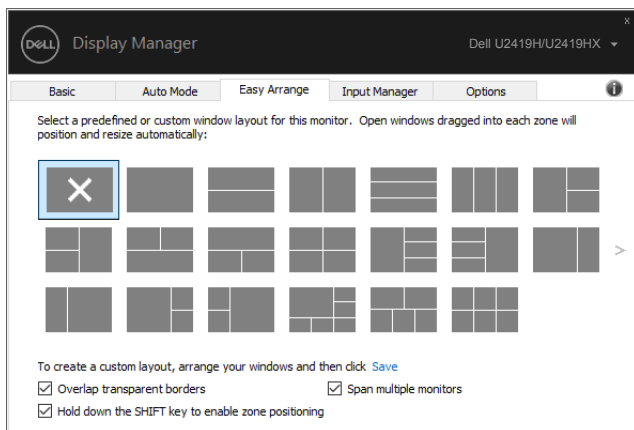 x
DELL Display Manager Dell U2419H/U2419HX
Basic Auto Mode Easy Arrange Input Manager Options
Select a predefined or custom window layout for this monitor. Open windows dragged into each zone will
position and resize automatically:
To create a custom layout, arrange your windows and then click Save
Overlap transparent borders Span multiple monitors
Hold down the SHIFT key to enable zone positioning